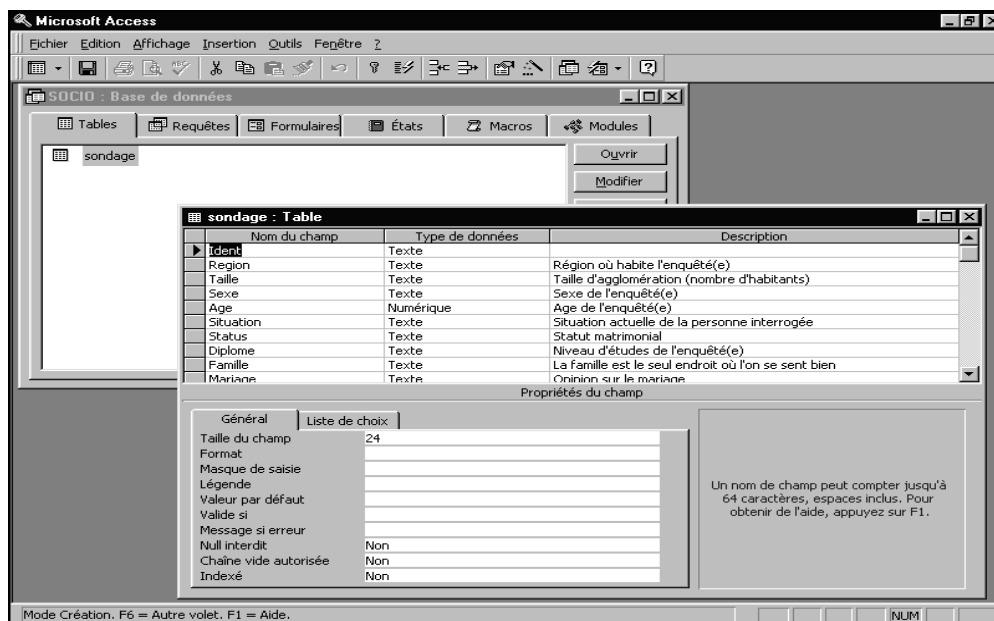 Microsoft Access
Fichier Edition Affichage Insertion Outils Fenêtre ?
SOCIO : Base de données
Tables Requêtes Formulaires États Macros Modules
sondage
Ouvrir
Modifier
sondage : Table
Nom du champ Type de données Description
Ident Texte
Region Texte Région où habite l'enquêté(e)
Taille Texte Taille d'agglomération (nombre d'habitants)
Sexe Texte Sexe de l'enquêté(e)
Age Numérique Age de l'enquêté(e)
Situation Texte Situation actuelle de la personne interrogée
Status Texte Statut matrimonial
Diplome Texte Niveau d'études de l'enquêté(e)
Famille Texte La famille est le seul endroit où l'on se sent bien
Mariage Texte Opinion sur le mariage
Propriétés du champ
Général Liste de choix
Taille du champ 24
Format
Masque de saisie
Légende
Valeur par défaut
Valide si
Message si erreur
Null interdit Non
Chaîne vide autorisée Non
Indexé Non
Un nom de champ peut compter jusqu'à
64 caractères, espaces inclus. Pour
obtenir de l'aide, appuyez sur F1.
Mode Création. F6 = Autre volet. F1 = Aide.
NUM